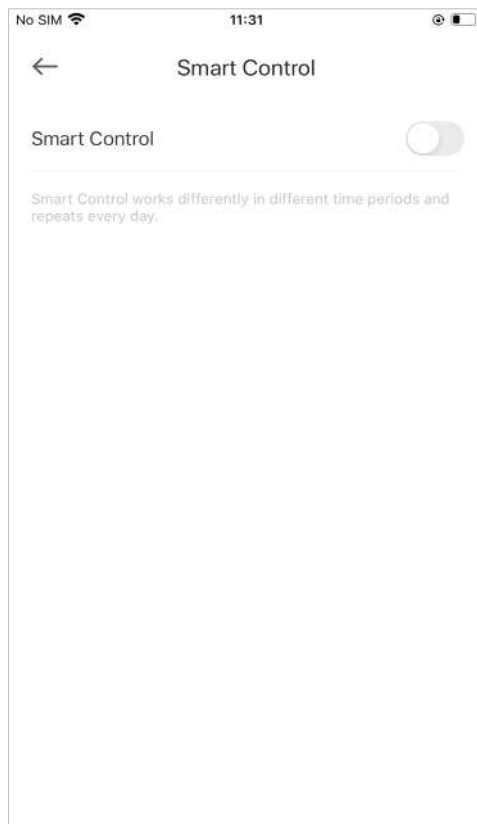 No SIM 11:31
Smart Control
Smart Control
Smart Control works differently in different time periods and
repeats every day.